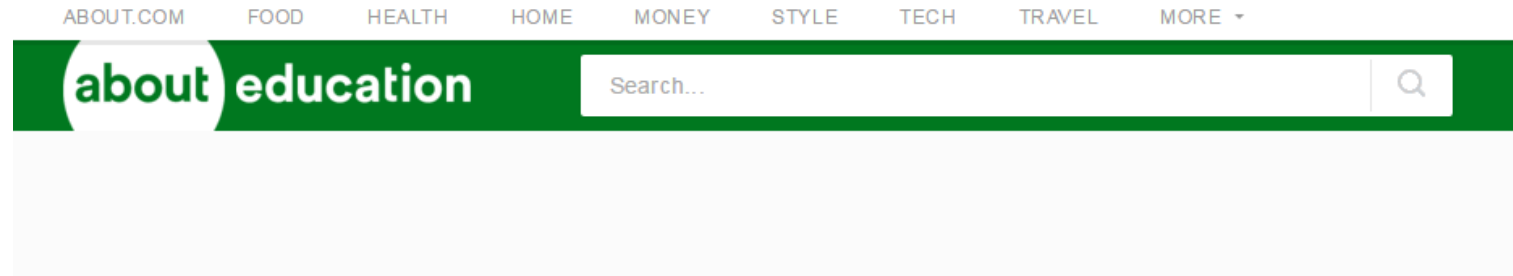 ABOUT.COM FOOD HEALTH HOME MONEY STYLE TECH TRAVEL MORE
about education Search...